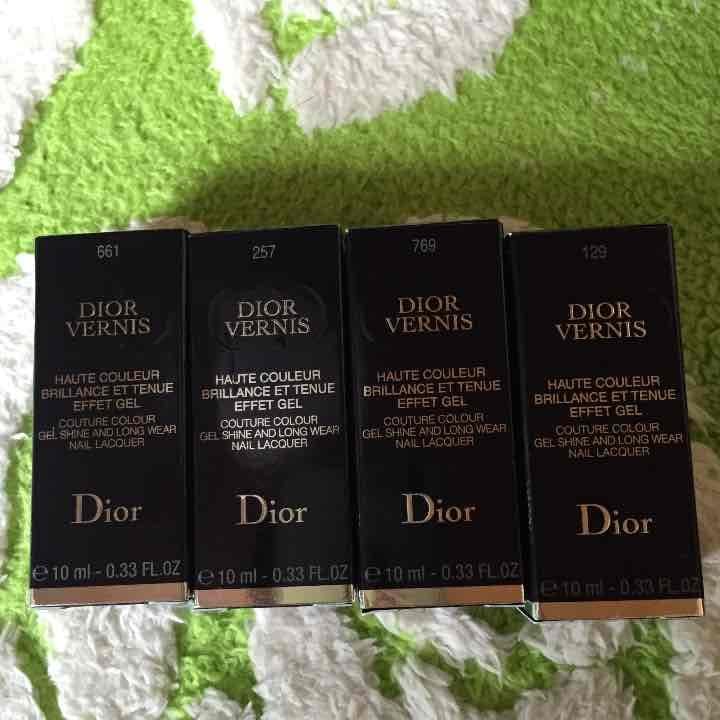 661
DIOR
VERNIS
HAUTE COULEUR
BRILLANCE ET TENUE
EFFET GEL
COUTURE COLOUR
GEL SHINE AND LONG WEAR
NAIL LACQUER
Dior
℮ 10 ml - 0.33 FL.OZ
257
DIOR
VERNIS
HAUTE COULEUR
BRILLANCE ET TENUE
EFFET GEL
COUTURE COLOUR
GEL SHINE AND LONG WEAR
NAIL LACQUER
Dior
℮ 10 ml - 0.33 FL.OZ
769
DIOR
VERNIS
HAUTE COULEUR
BRILLANCE ET TENUE
EFFET GEL
COUTURE COLOUR
GEL SHINE AND LONG WEAR
NAIL LACQUER
Dior
℮ 10 ml - 0.33 FL.OZ
129
DIOR
VERNIS
HAUTE COULEUR
BRILLANCE ET TENUE
EFFET GEL
COUTURE COLOUR
GEL SHINE AND LONG WEAR
NAIL LACQUER
Dior
℮ 10 ml - 0.33 FL.OZ